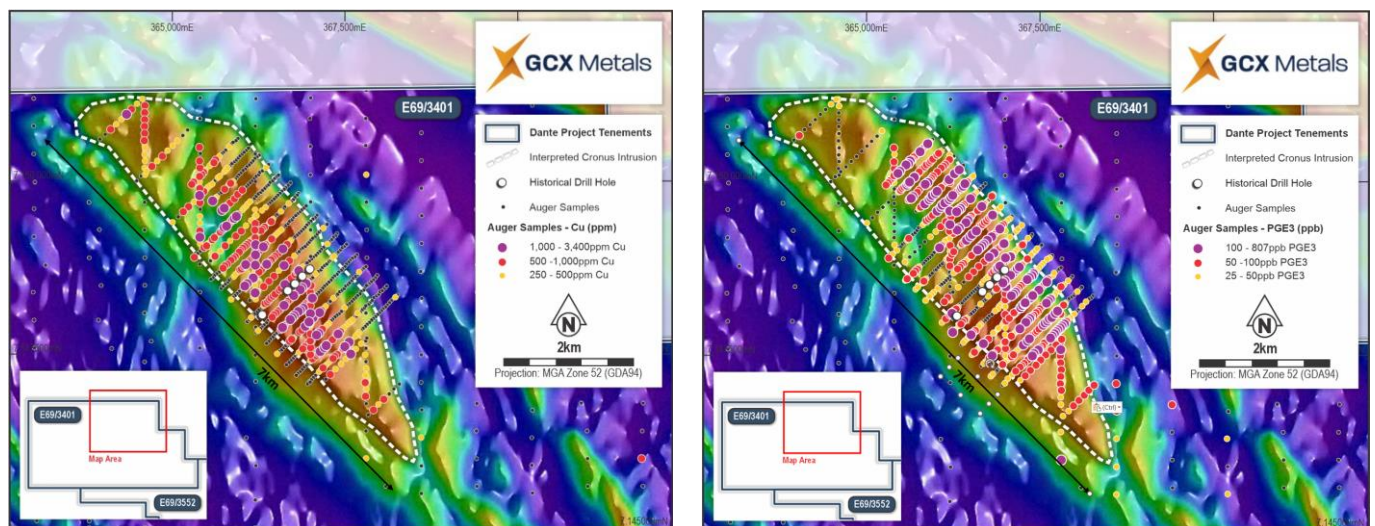 365,000mE
367,500mE
GCX Metals
E69/3401
Dante Project Tenements
Interpreted Cronus Intrusion
Historical Drill Hole
Auger Samples
Auger Samples - Cu (ppm)
1,000 - 3,400ppm Cu
500 -1,000ppm Cu
250 - 500ppm Cu
N
2km
Projection: MGA Zone 52 (GDA94)
7km
E69/3401
Map Area
E69/3552
365,000mE
367,500mE
GCX Metals
E69/3401
Dante Project Tenements
Interpreted Cronus Intrusion
Historical Drill Hole
Auger Samples
Auger Samples - PGE3 (ppb)
100 - 807ppb PGE3
50 -100ppb PGE3
25 - 50ppb PGE3
N
2km
Projection: MGA Zone 52 (GDA94)
7km
(Ctrl)
E69/3401
Map Area
E69/3552